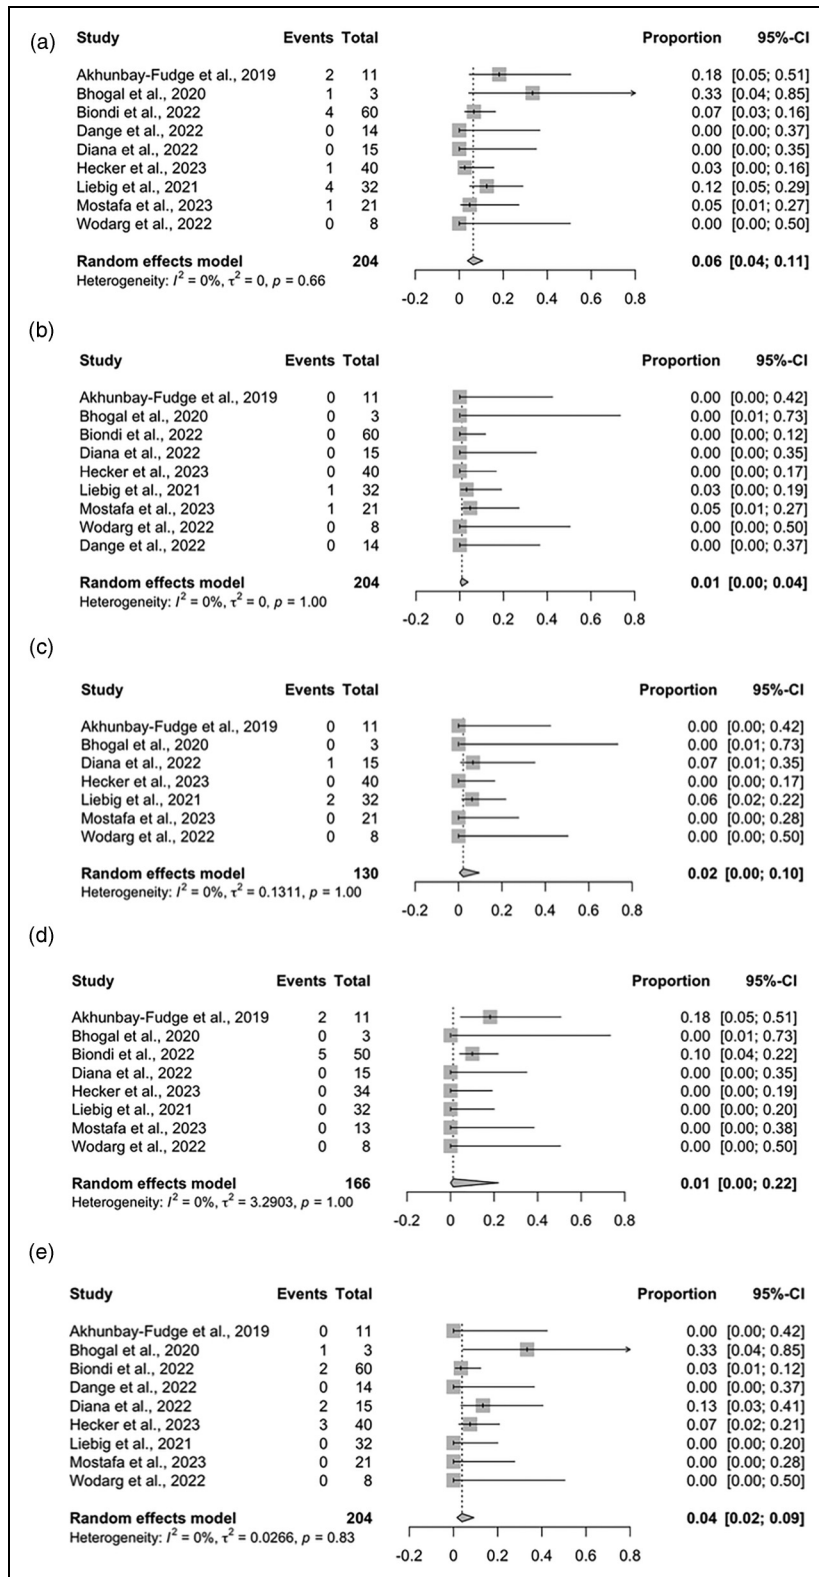 (a)
Study Events Total Proportion 95%-CI
Akhunbay-Fudge et al., 2019 2 11 0.18 [0.05; 0.51]
Bhogal et al., 2020 1 3 0.33 [0.04; 0.85]
Biondi et al., 2022 4 60 0.07 [0.03; 0.16]
Dange et al., 2022 0 14 0.00 [0.00; 0.37]
Diana et al., 2022 0 15 0.00 [0.00; 0.35]
Hecker et al., 2023 1 40 0.03 [0.00; 0.16]
Liebig et al., 2021 4 32 0.12 [0.05; 0.29]
Mostafa et al., 2023 1 21 0.05 [0.01; 0.27]
Wodarg et al., 2022 0 8 0.00 [0.00; 0.50]
Random effects model 204 0.06 [0.04; 0.11]
Heterogeneity: I² = 0%, τ² = 0, p = 0.66
-0.2 0 0.2 0.4 0.6 0.8
(b)
Study Events Total Proportion 95%-CI
Akhunbay-Fudge et al., 2019 0 11 0.00 [0.00; 0.42]
Bhogal et al., 2020 0 3 0.00 [0.01; 0.73]
Biondi et al., 2022 0 60 0.00 [0.00; 0.12]
Diana et al., 2022 0 15 0.00 [0.00; 0.35]
Hecker et al., 2023 0 40 0.00 [0.00; 0.17]
Liebig et al., 2021 1 32 0.03 [0.00; 0.19]
Mostafa et al., 2023 1 21 0.05 [0.01; 0.27]
Wodarg et al., 2022 0 8 0.00 [0.00; 0.50]
Dange et al., 2022 0 14 0.00 [0.00; 0.37]
Random effects model 204 0.01 [0.00; 0.04]
Heterogeneity: I² = 0%, τ² = 0, p = 1.00
-0.2 0 0.2 0.4 0.6 0.8
(c)
Study Events Total Proportion 95%-CI
Akhunbay-Fudge et al., 2019 0 11 0.00 [0.00; 0.42]
Bhogal et al., 2020 0 3 0.00 [0.01; 0.73]
Diana et al., 2022 1 15 0.07 [0.01; 0.35]
Hecker et al., 2023 0 40 0.00 [0.00; 0.17]
Liebig et al., 2021 2 32 0.06 [0.02; 0.22]
Mostafa et al., 2023 0 21 0.00 [0.00; 0.28]
Wodarg et al., 2022 0 8 0.00 [0.00; 0.50]
Random effects model 130 0.02 [0.00; 0.10]
Heterogeneity: I² = 0%, τ² = 0.1311, p = 1.00
-0.2 0 0.2 0.4 0.6 0.8
(d)
Study Events Total Proportion 95%-CI
Akhunbay-Fudge et al., 2019 2 11 0.18 [0.05; 0.51]
Bhogal et al., 2020 0 3 0.00 [0.01; 0.73]
Biondi et al., 2022 5 50 0.10 [0.04; 0.22]
Diana et al., 2022 0 15 0.00 [0.00; 0.35]
Hecker et al., 2023 0 34 0.00 [0.00; 0.19]
Liebig et al., 2021 0 32 0.00 [0.00; 0.20]
Mostafa et al., 2023 0 13 0.00 [0.00; 0.38]
Wodarg et al., 2022 0 8 0.00 [0.00; 0.50]
Random effects model 166 0.01 [0.00; 0.22]
Heterogeneity: I² = 0%, τ² = 3.2903, p = 1.00
-0.2 0 0.2 0.4 0.6 0.8
(e)
Study Events Total Proportion 95%-CI
Akhunbay-Fudge et al., 2019 0 11 0.00 [0.00; 0.42]
Bhogal et al., 2020 1 3 0.33 [0.04; 0.85]
Biondi et al., 2022 2 60 0.03 [0.01; 0.12]
Dange et al., 2022 0 14 0.00 [0.00; 0.37]
Diana et al., 2022 2 15 0.13 [0.03; 0.41]
Hecker et al., 2023 3 40 0.07 [0.02; 0.21]
Liebig et al., 2021 0 32 0.00 [0.00; 0.20]
Mostafa et al., 2023 0 21 0.00 [0.00; 0.28]
Wodarg et al., 2022 0 8 0.00 [0.00; 0.50]
Random effects model 204 0.04 [0.02; 0.09]
Heterogeneity: I² = 0%, τ² = 0.0266, p = 0.83
-0.2 0 0.2 0.4 0.6 0.8